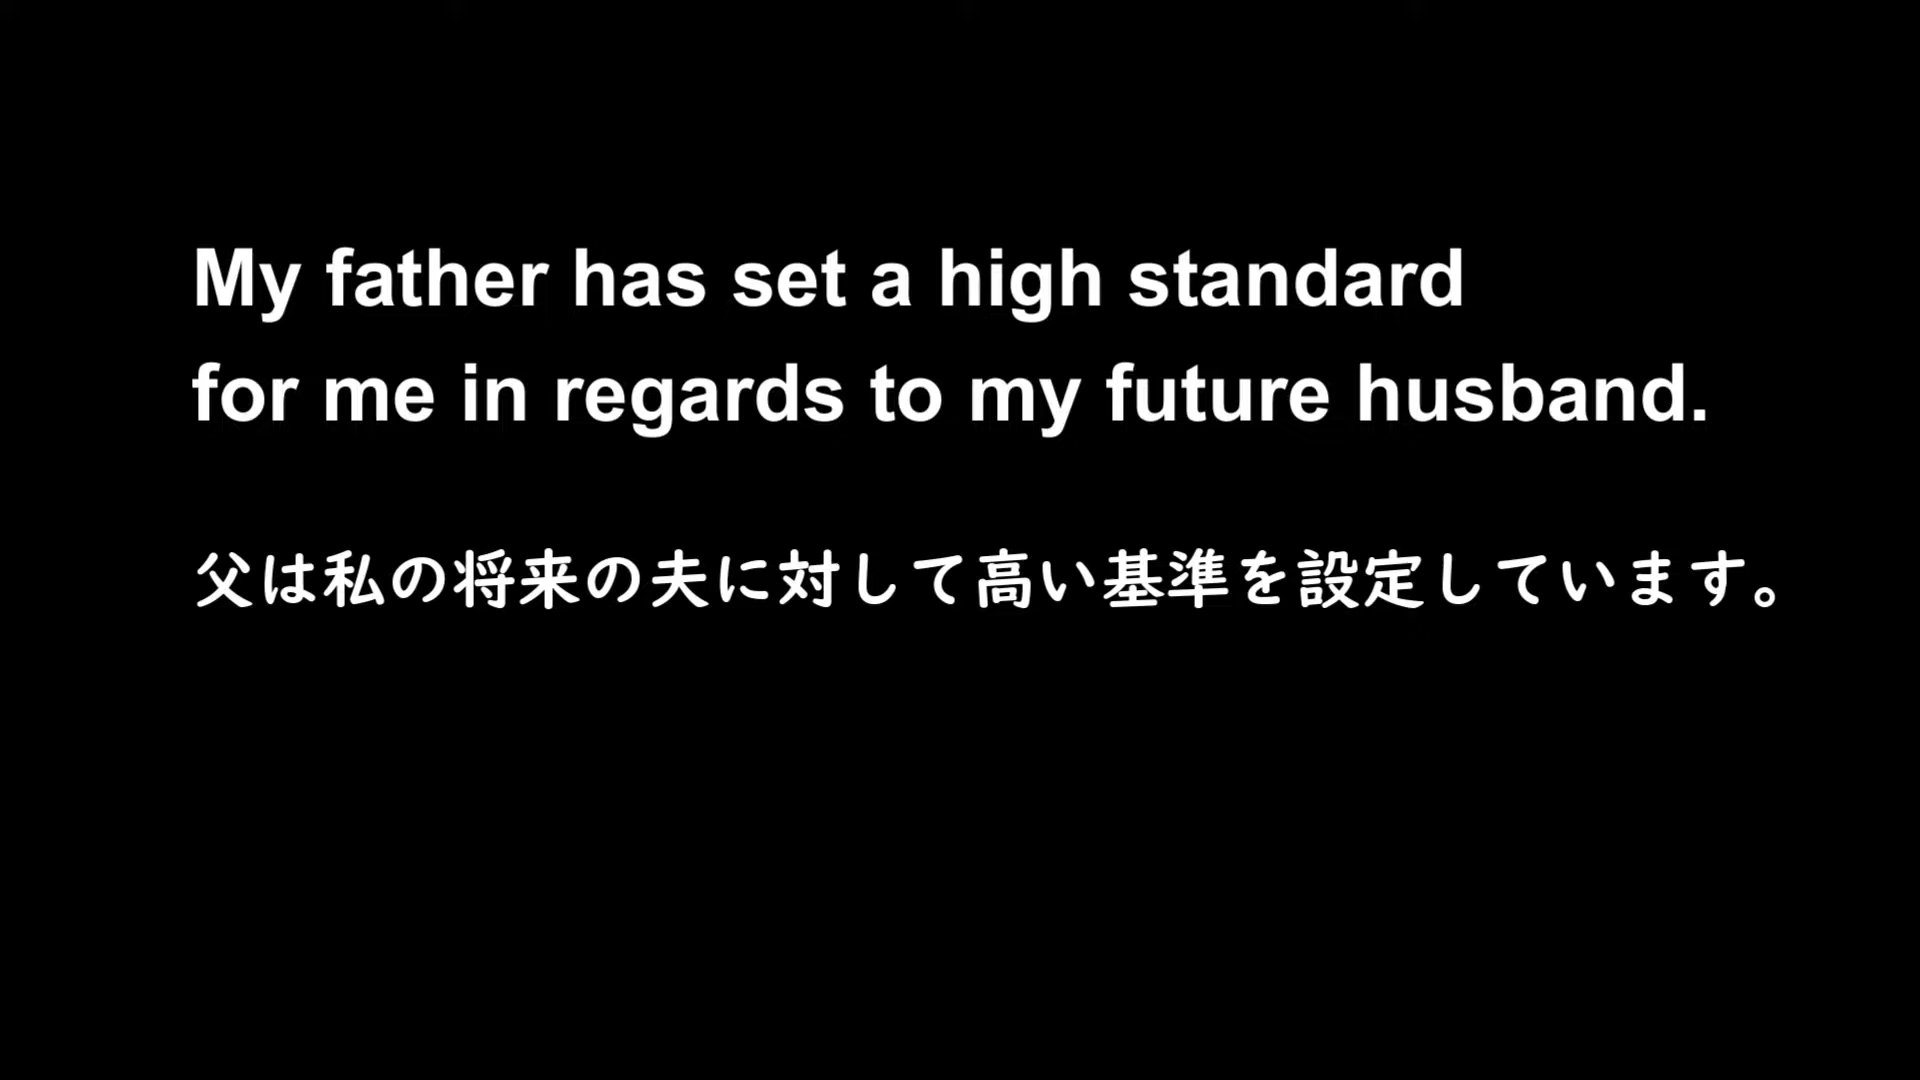 My father has set a high standard
for me in regards to my future husband.
父は私の将来の夫に対して高い基準を設定しています。